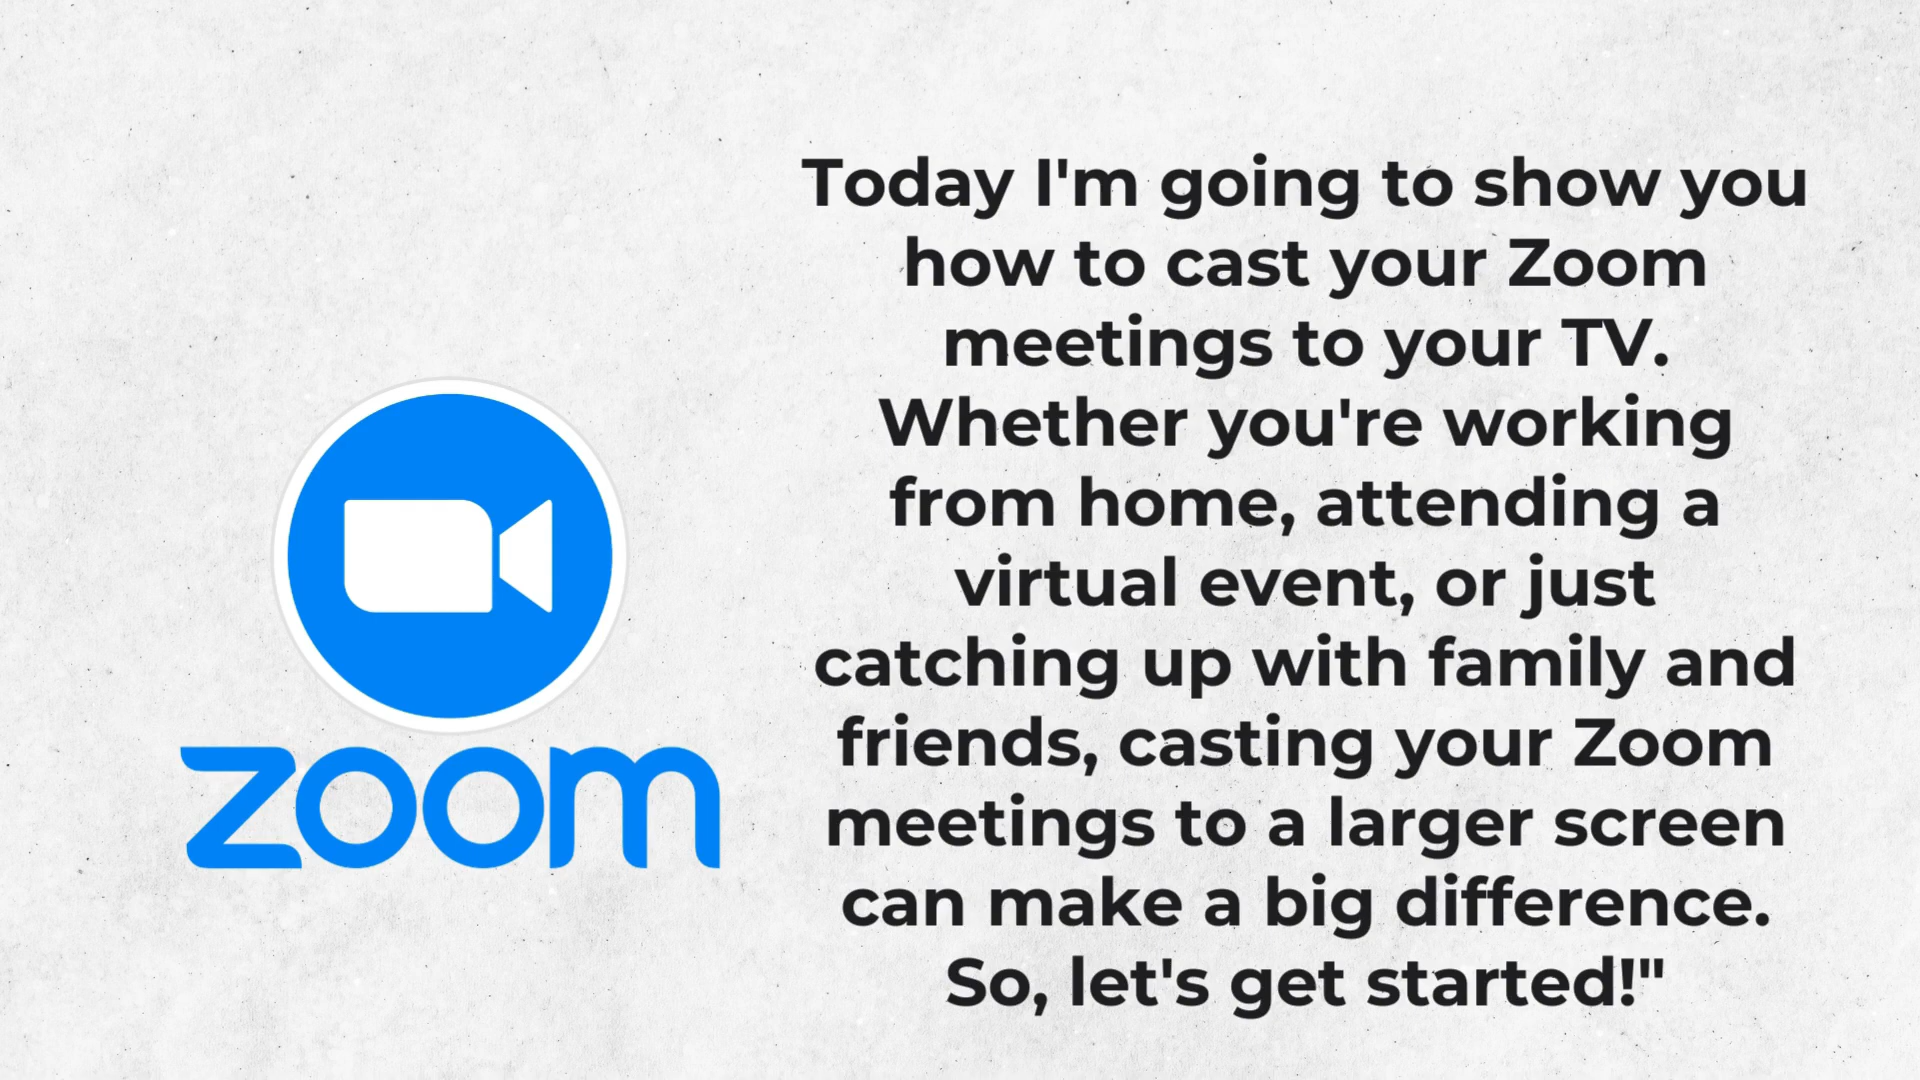 zoom
Today I'm going to show you
how to cast your Zoom
meetings to your TV.
Whether you're working
from home, attending a
virtual event, or just
catching up with family and
friends, casting your Zoom
meetings to a larger screen
can make a big difference.
So, let's get started!"